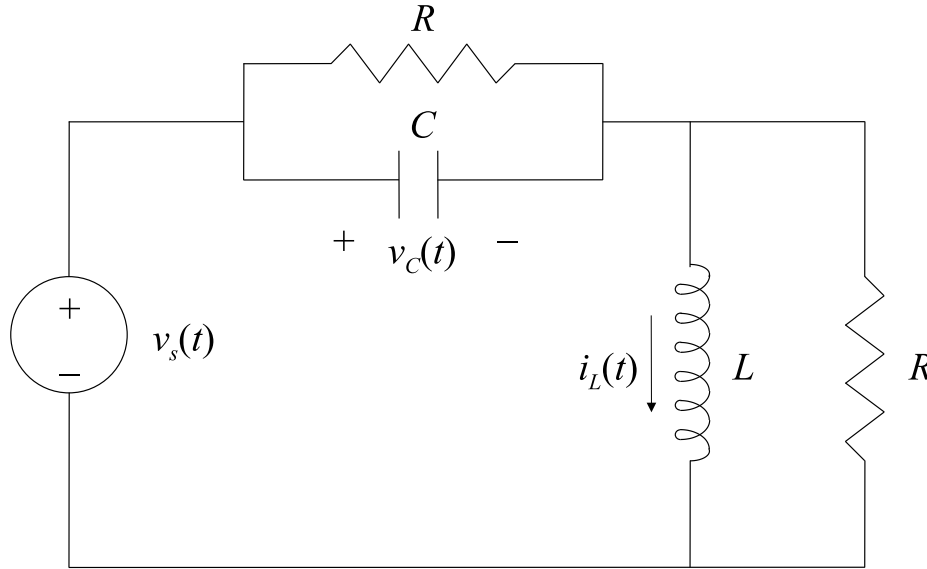 R
C
+ v_C(t) −
+
v_s(t)
−
i_L(t)
L
R